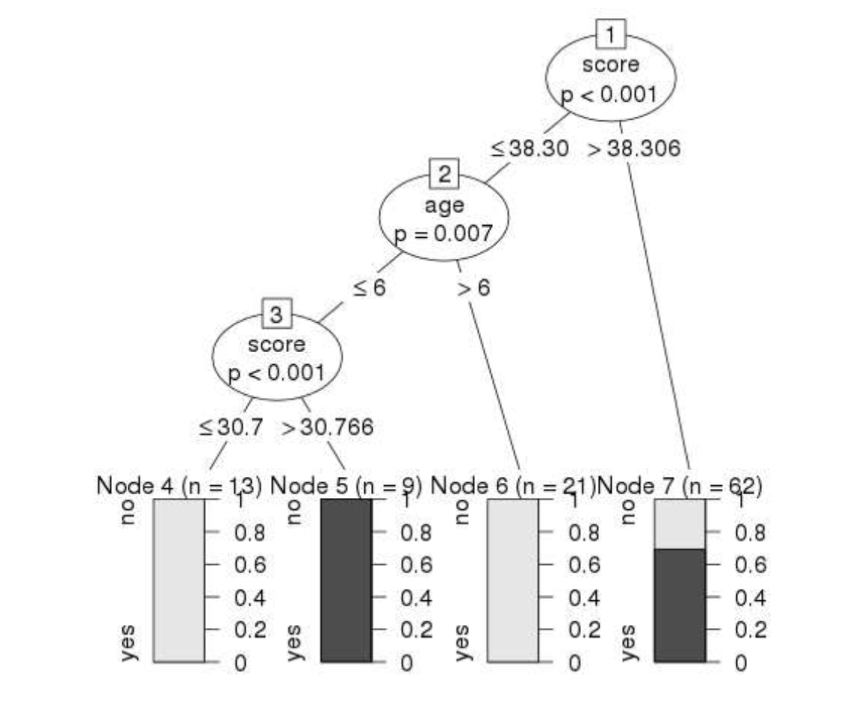 1
score
p < 0.001
≤38.30 >38.306
2
age
p = 0.007
≤ 6 > 6
3
score
p < 0.001
≤30.7 >30.766
Node 4 (n = 13) Node 5 (n = 9) Node 6 (n = 21) Node 7 (n = 62)
no 1 no 1 no 1 no 1
0.8 0.8 0.8 0.8
0.6 0.6 0.6 0.6
0.4 0.4 0.4 0.4
yes 0.2 yes 0.2 yes 0.2 yes 0.2
0 0 0 0